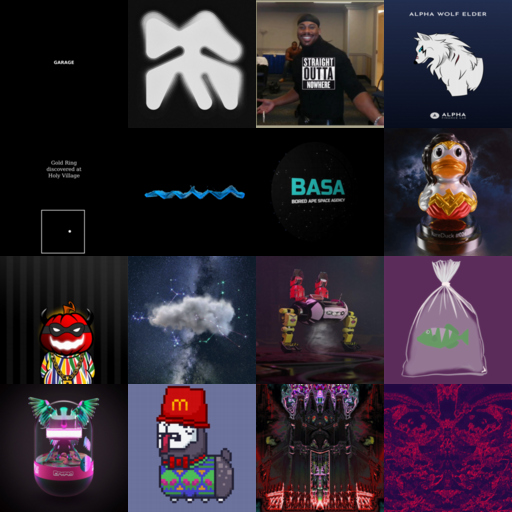 GARAGE
STRAIGHT
OUTTA
NOWHERE
ALPHA WOLF ELDER
ALPHA
Gold Ring
discovered at
Holy Village
BASA
BORED APE SPACE AGENCY